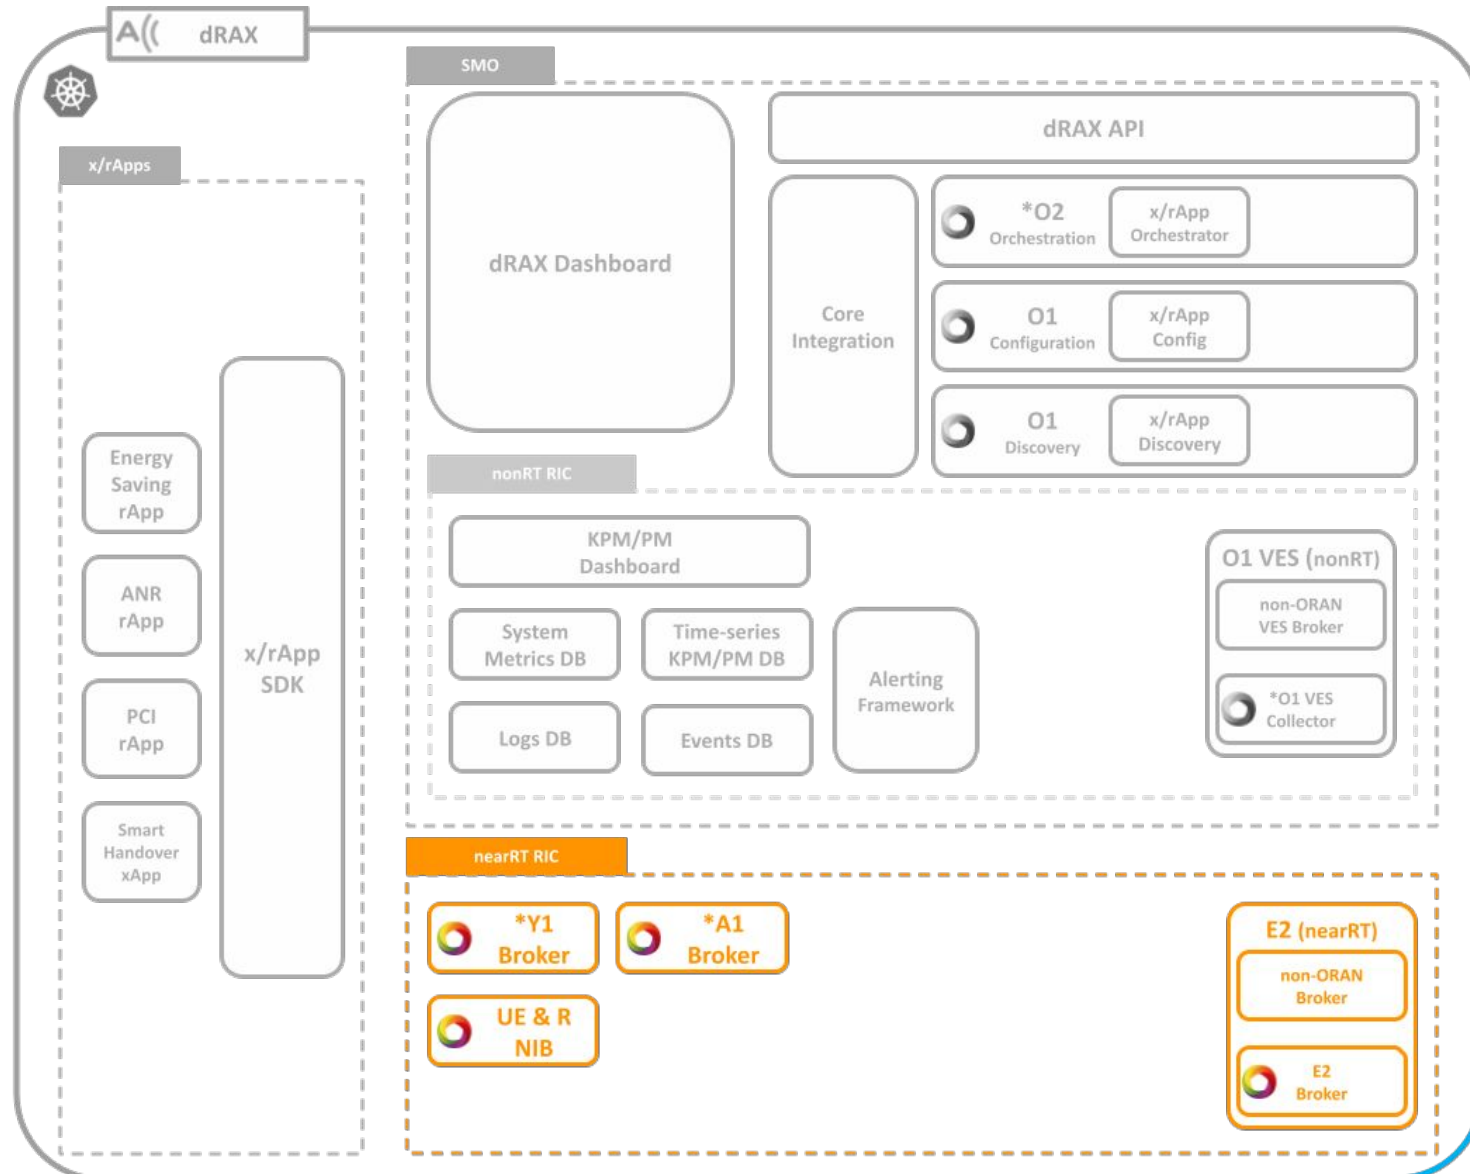 A dRAX
SMO
dRAX API
x/rApps
dRAX Dashboard
Core
Integration
*O2
Orchestration
x/rApp
Orchestrator
O1
Configuration
x/rApp
Config
O1
Discovery
x/rApp
Discovery
Energy
Saving
rApp
ANR
rApp
PCI
rApp
Smart
Handover
xApp
x/rApp
SDK
nonRT RIC
KPM/PM
Dashboard
System
Metrics DB
Time-series
KPM/PM DB
Logs DB
Events DB
Alerting
Framework
O1 VES (nonRT)
non-ORAN
VES Broker
*O1 VES
Collector
nearRT RIC
*Y1
Broker
*A1
Broker
UE & R
NIB
E2 (nearRT)
non-ORAN
Broker
E2
Broker